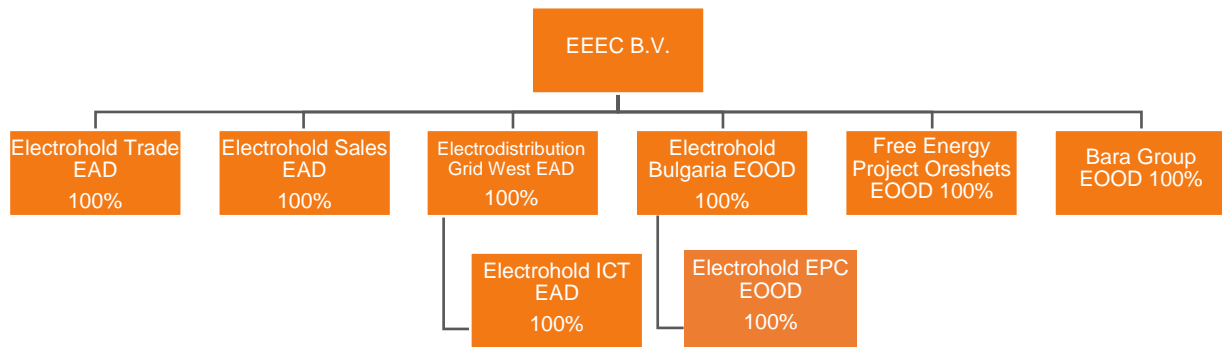 EEEC B.V.
Electrohold Trade
EAD
100%
Electrohold Sales
EAD
100%
Electrodistribution
Grid West EAD
100%
Electrohold
Bulgaria EOOD
100%
Free Energy
Project Oreshets
EOOD 100%
Bara Group
EOOD 100%
Electrohold ICT
EAD
100%
Electrohold EPC
EOOD
100%